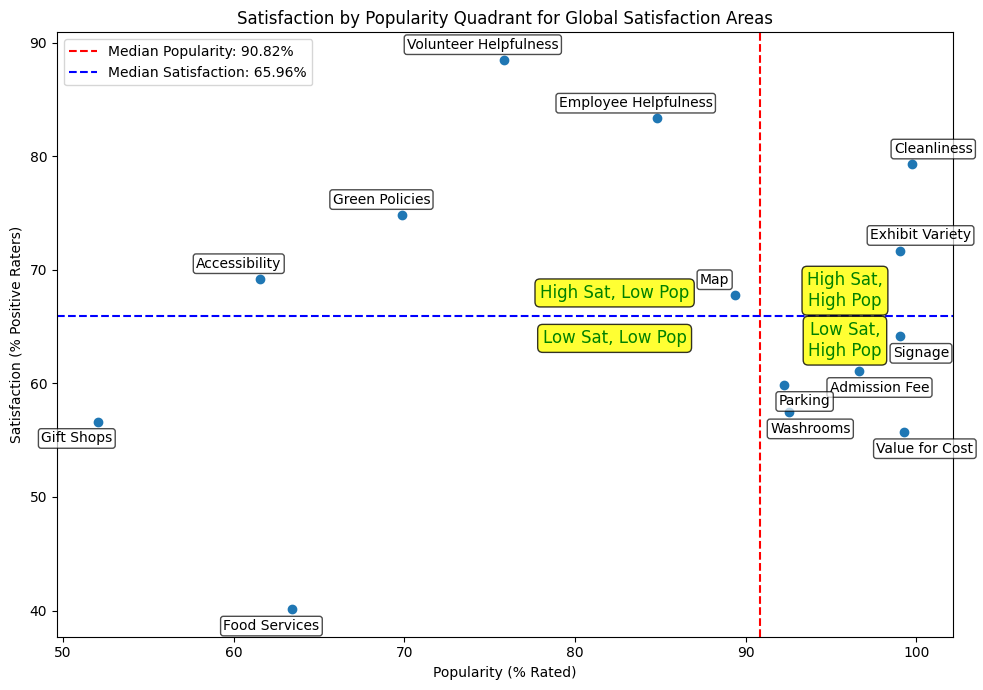 Satisfaction by Popularity Quadrant for Global Satisfaction Areas
Median Popularity: 90.82%
Median Satisfaction: 65.96%
Volunteer Helpfulness
Employee Helpfulness
Cleanliness
Green Policies
Exhibit Variety
Accessibility
Map
High Sat, Low Pop
High Sat,
High Pop
Low Sat, Low Pop
Low Sat,
High Pop
Signage
Admission Fee
Parking
Washrooms
Value for Cost
Gift Shops
Food Services
Satisfaction (% Positive Raters)
90
80
70
60
50
40
50
60
70
80
90
100
Popularity (% Rated)